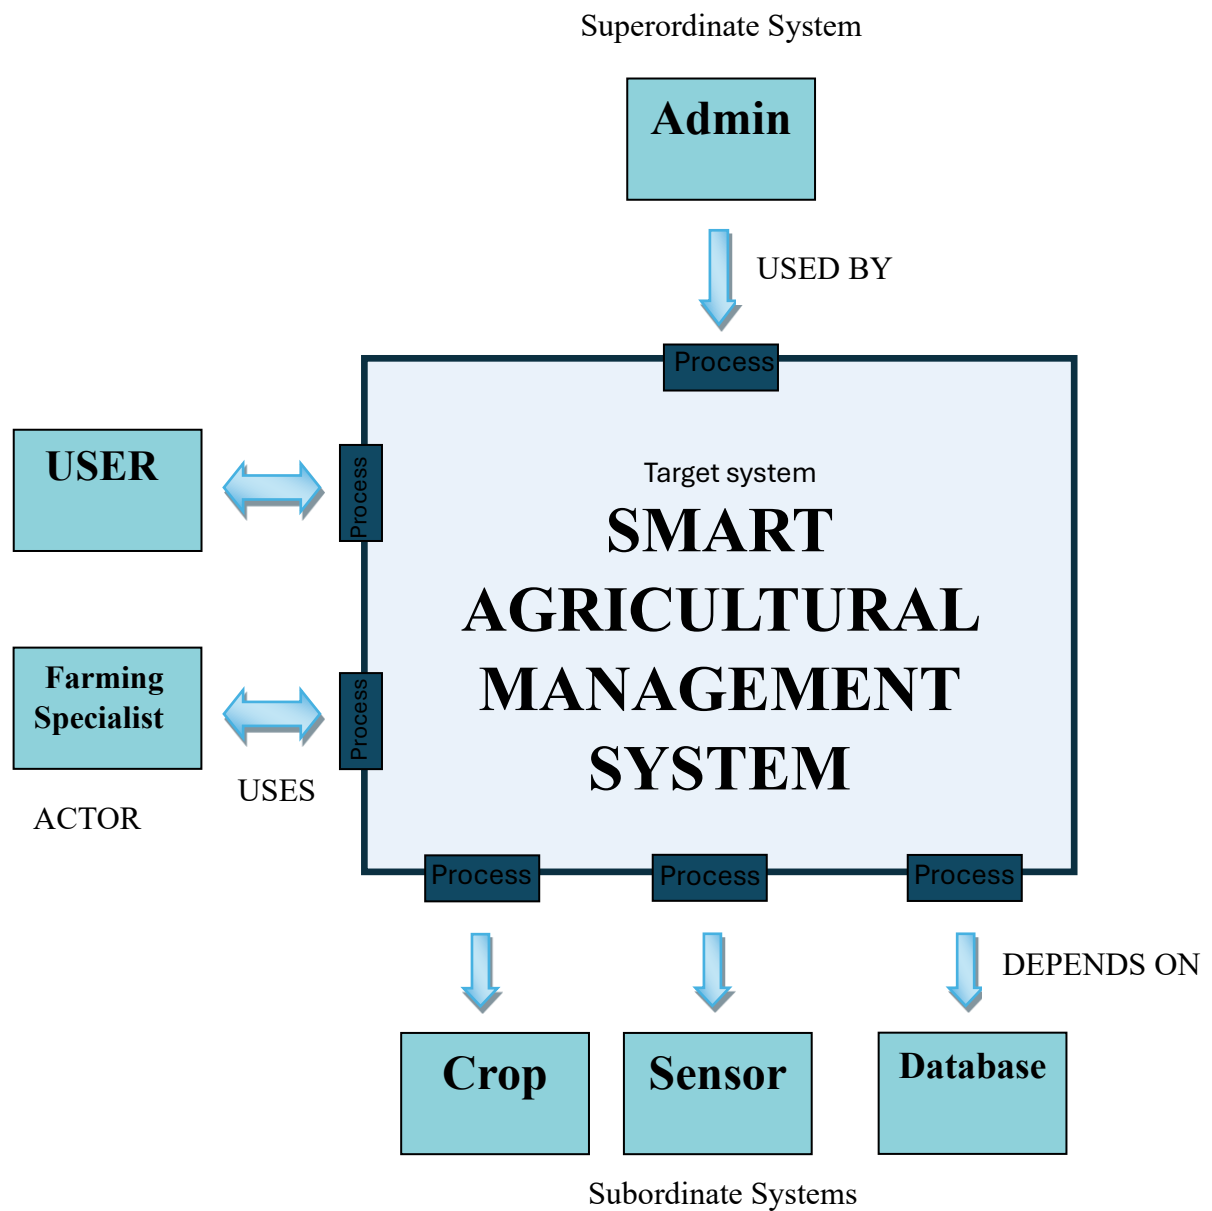 Superordinate System
Admin
USED BY
Process
USER
Process
Target system
SMART
AGRICULTURAL
MANAGEMENT
SYSTEM
Farming
Specialist
Process
USES
ACTOR
Process
Process
Process
DEPENDS ON
Crop
Sensor
Database
Subordinate Systems